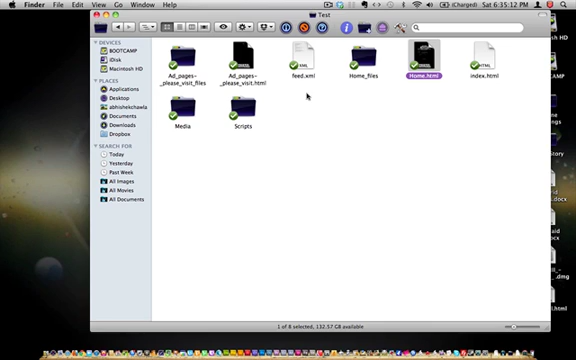 Finder File Edit View Go Window Help
(Charged) Sat 6:35:12 PM
Test
DEVICES
BOOTCAMP
iDisk
Macintosh HD
PLACES
Applications
Desktop
abhishekchawla
Documents
Downloads
Dropbox
SEARCH FOR
Today
Yesterday
Past Week
All Images
All Movies
All Documents
Ad_pages-
_please_visit_files
Ad_pages-
_please_visit.html
feed.xml
Home_files
Home.html
index.html
Media
Scripts
1 of 8 selected, 132.57 GB available